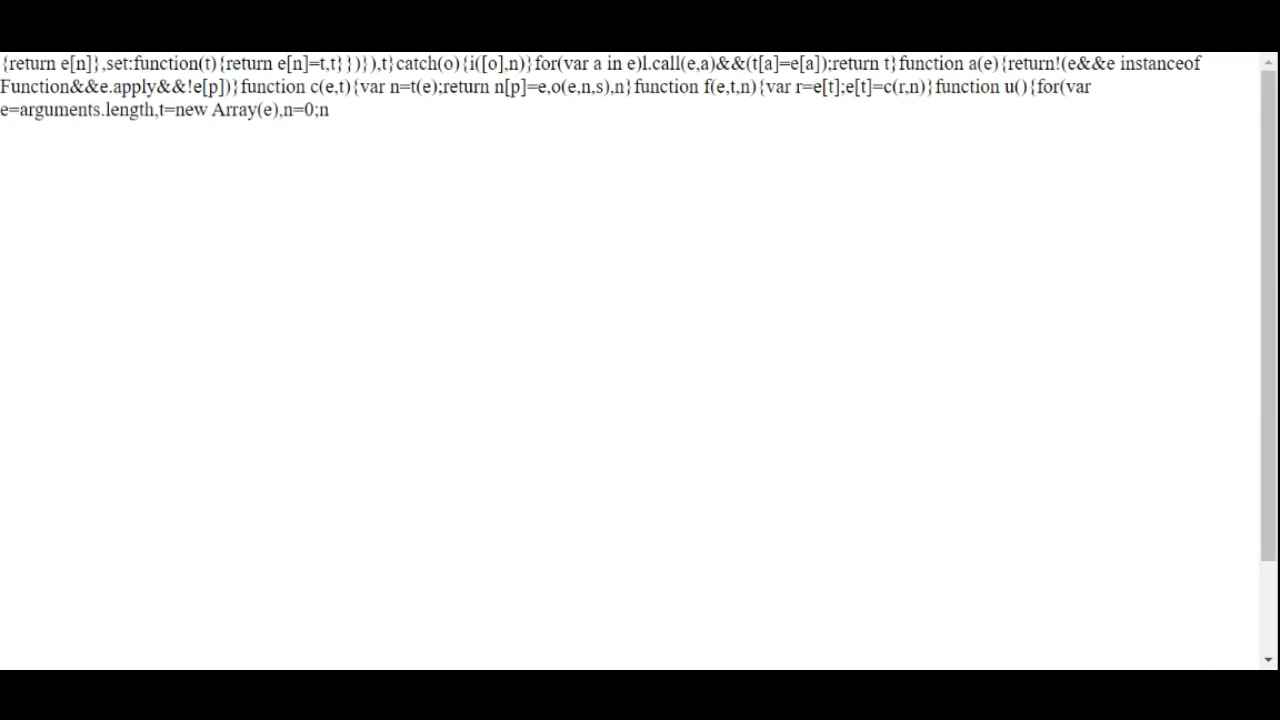 {return e[n]},set:function(t){return e[n]=t,t}})}),t}catch(o){i([o],n)}for(var a in e)l.call(e,a)&&(t[a]=e[a]);return t}function a(e){return!(e&&e instanceof
Function&&e.apply&&!e[p])}function c(e,t){var n=t(e);return n[p]=e,o(e,n,s),n}function f(e,t,n){var r=e[t];e[t]=c(r,n)}function u(){for(var
e=arguments.length,t=new Array(e),n=0;n